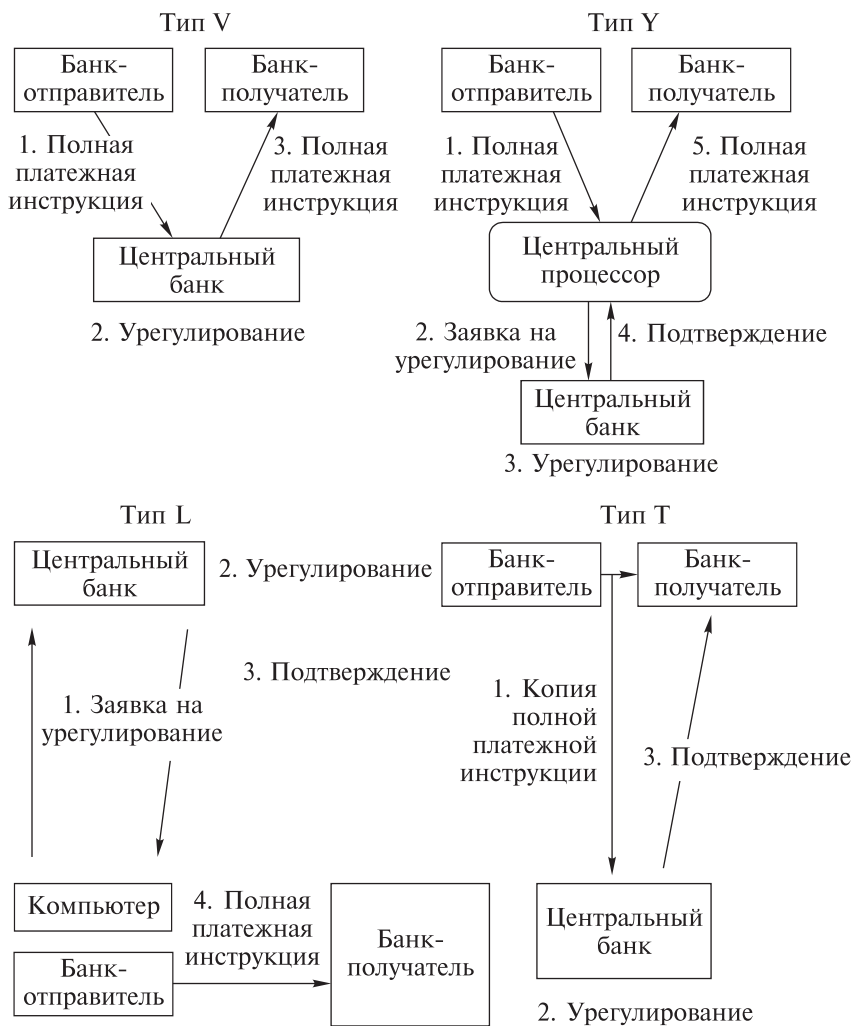 Тип V
Банк-
отправитель
Банк-
получатель
1. Полная
платежная
инструкция
3. Полная
платежная
инструкция
Центральный
банк
2. Урегулирование
Тип Y
Банк-
отправитель
Банк-
получатель
1. Полная
платежная
инструкция
5. Полная
платежная
инструкция
Центральный
процессор
2. Заявка на
урегулирование
4. Подтверждение
Центральный
банк
3. Урегулирование
Тип L
Центральный
банк
2. Урегулирование
3. Подтверждение
1. Заявка на
урегулирование
Компьютер
Банк-
отправитель
4. Полная
платежная
инструкция
Банк-
получатель
Тип T
Банк-
отправитель
Банк-
получатель
1. Копия
полной
платежной
инструкции
3. Подтверждение
Центральный
банк
2. Урегулирование